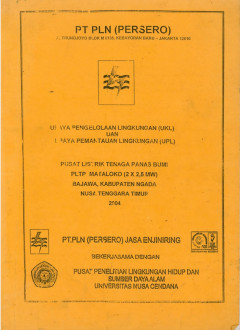 PT PLN (PERSERO)
JL. TRUNOJOYO BLOK M I/135, KEBAYORAN BARU - JAKARTA 12160
UPAYA PENGELOLAAN LINGKUNGAN (UKL)
DAN
UPAYA PEMANTAUAN LINGKUNGAN (UPL)
PUSAT LISTRIK TENAGA PANAS BUMI
PLTP MATALOKO (2 X 2,5 MW)
BAJAWA, KABUPATEN NGADA
NUSA TENGGARA TIMUR
2004
PT.PLN (PERSERO) JASA ENJINIRING
BEKERJASAMA DENGAN
PUSAT PENELITIAN LINGKUNGAN HIDUP DAN
SUMBER DAYA ALAM
UNIVERSITAS NUSA CENDANA